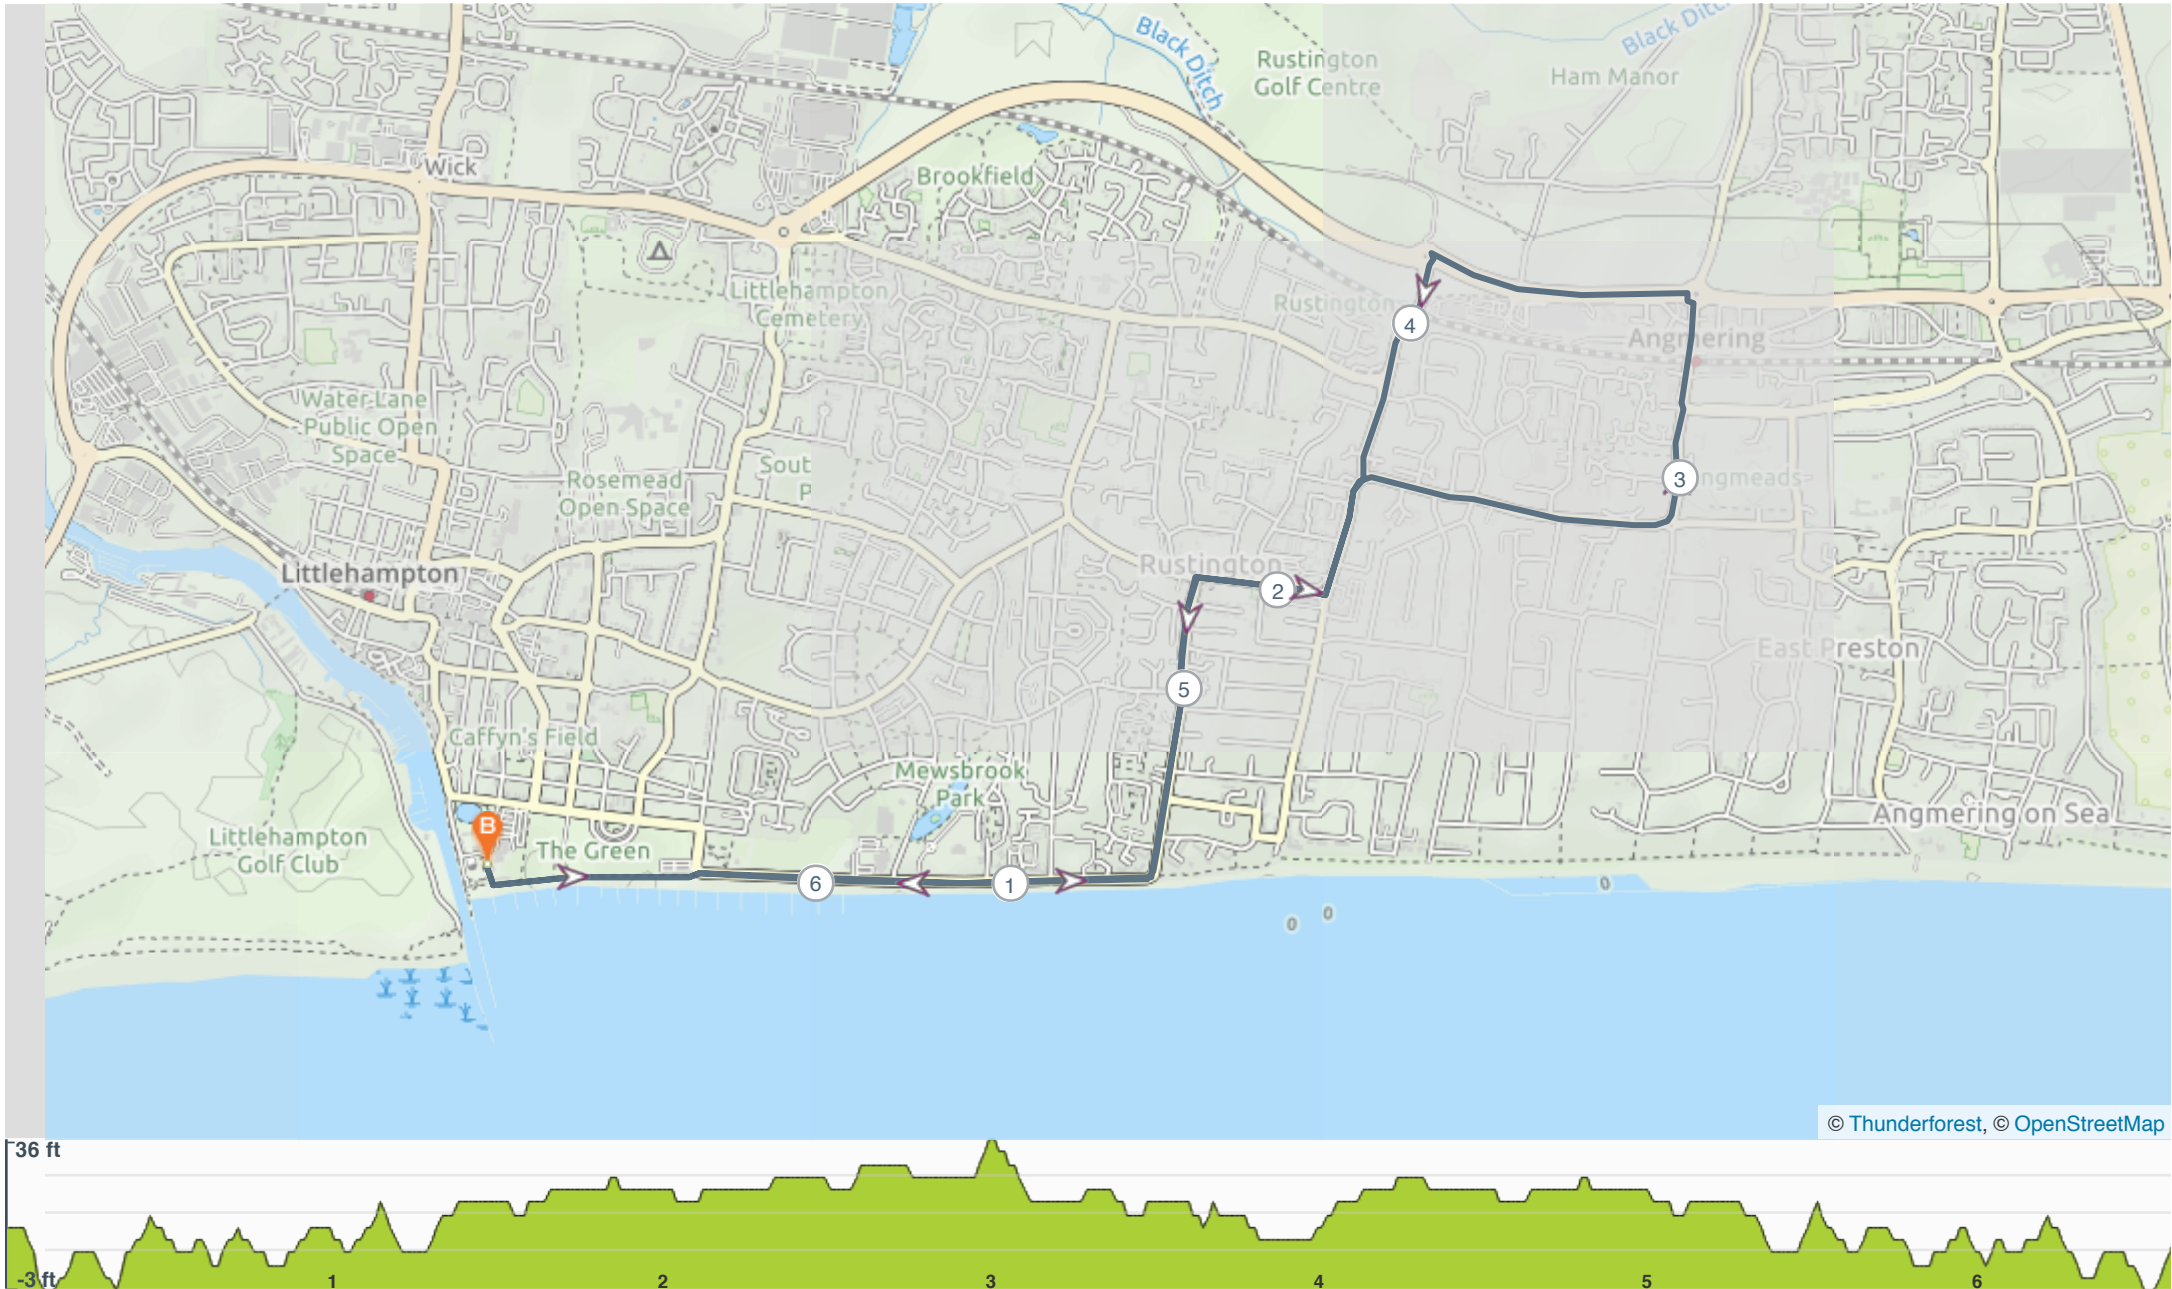 Black Ditch
Black Ditch
Rustington
Golf Centre
Ham Manor
Wick
Brookfield
Littlehampton
Cemetery
Rustington
4
Angmering
Water Lane
Public Open
Space
Rosemead
Open Space
Sout
P
3
ngmeads
Littlehampton
Rustington
2
East Preston
5
Caffyn's Field
Mewsbrook
Park
B
Littlehampton
Golf Club
The Green
Angmering on Sea
6
1
0
0
0
© Thunderforest, © OpenStreetMap
36 ft
-3 ft
1
2
3
4
5
6